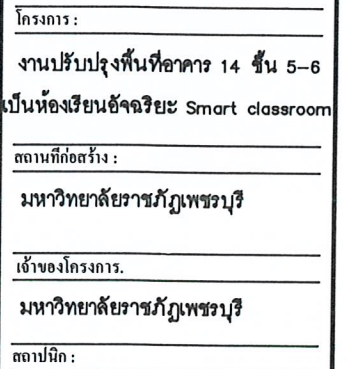 โครงการ :
งานปรับปรุงพื้นที่อาคาร 14 ชั้น 5-6
เป็นห้องเรียนอัจฉริยะ Smart classroom
สถานที่ก่อสร้าง :
มหาวิทยาลัยราชภัฏเพชรบุรี
เจ้าของโครงการ.
มหาวิทยาลัยราชภัฏเพชรบุรี
สถาปนิก :